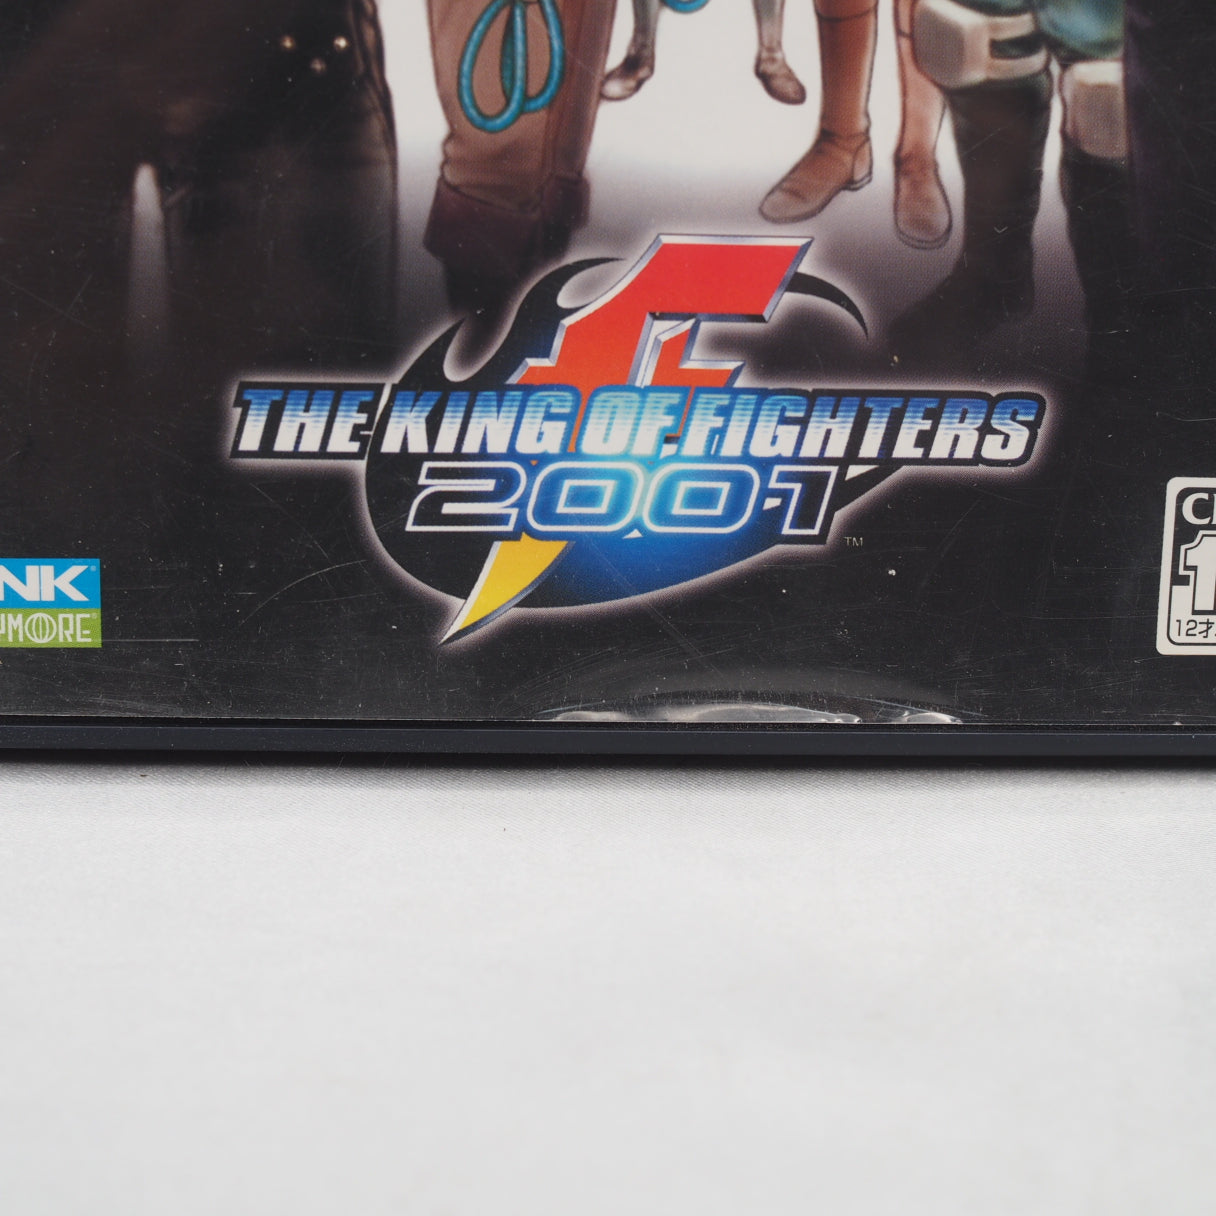 THE KING OF FIGHTERS
2001
TM
NK
MORE
12才